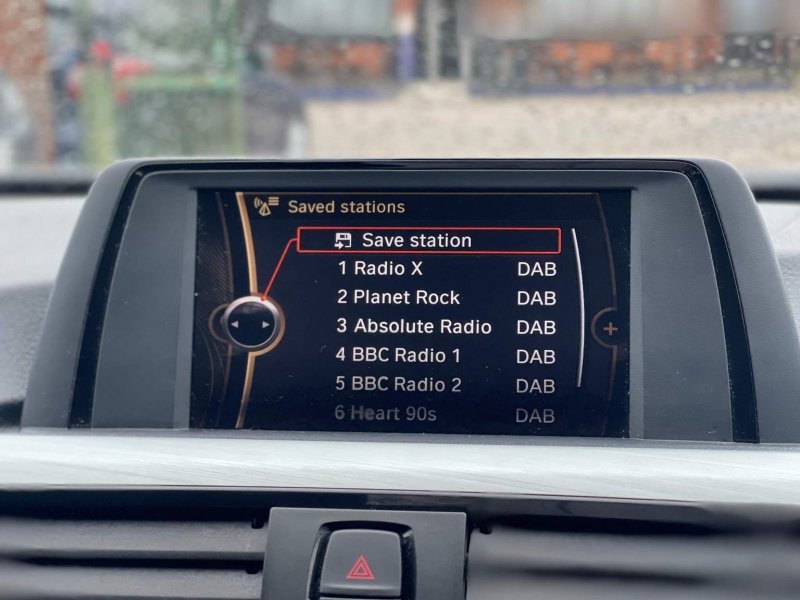 Saved stations
Save station
1 Radio X DAB
2 Planet Rock DAB
3 Absolute Radio DAB
4 BBC Radio 1 DAB
5 BBC Radio 2 DAB
6 Heart 90s DAB